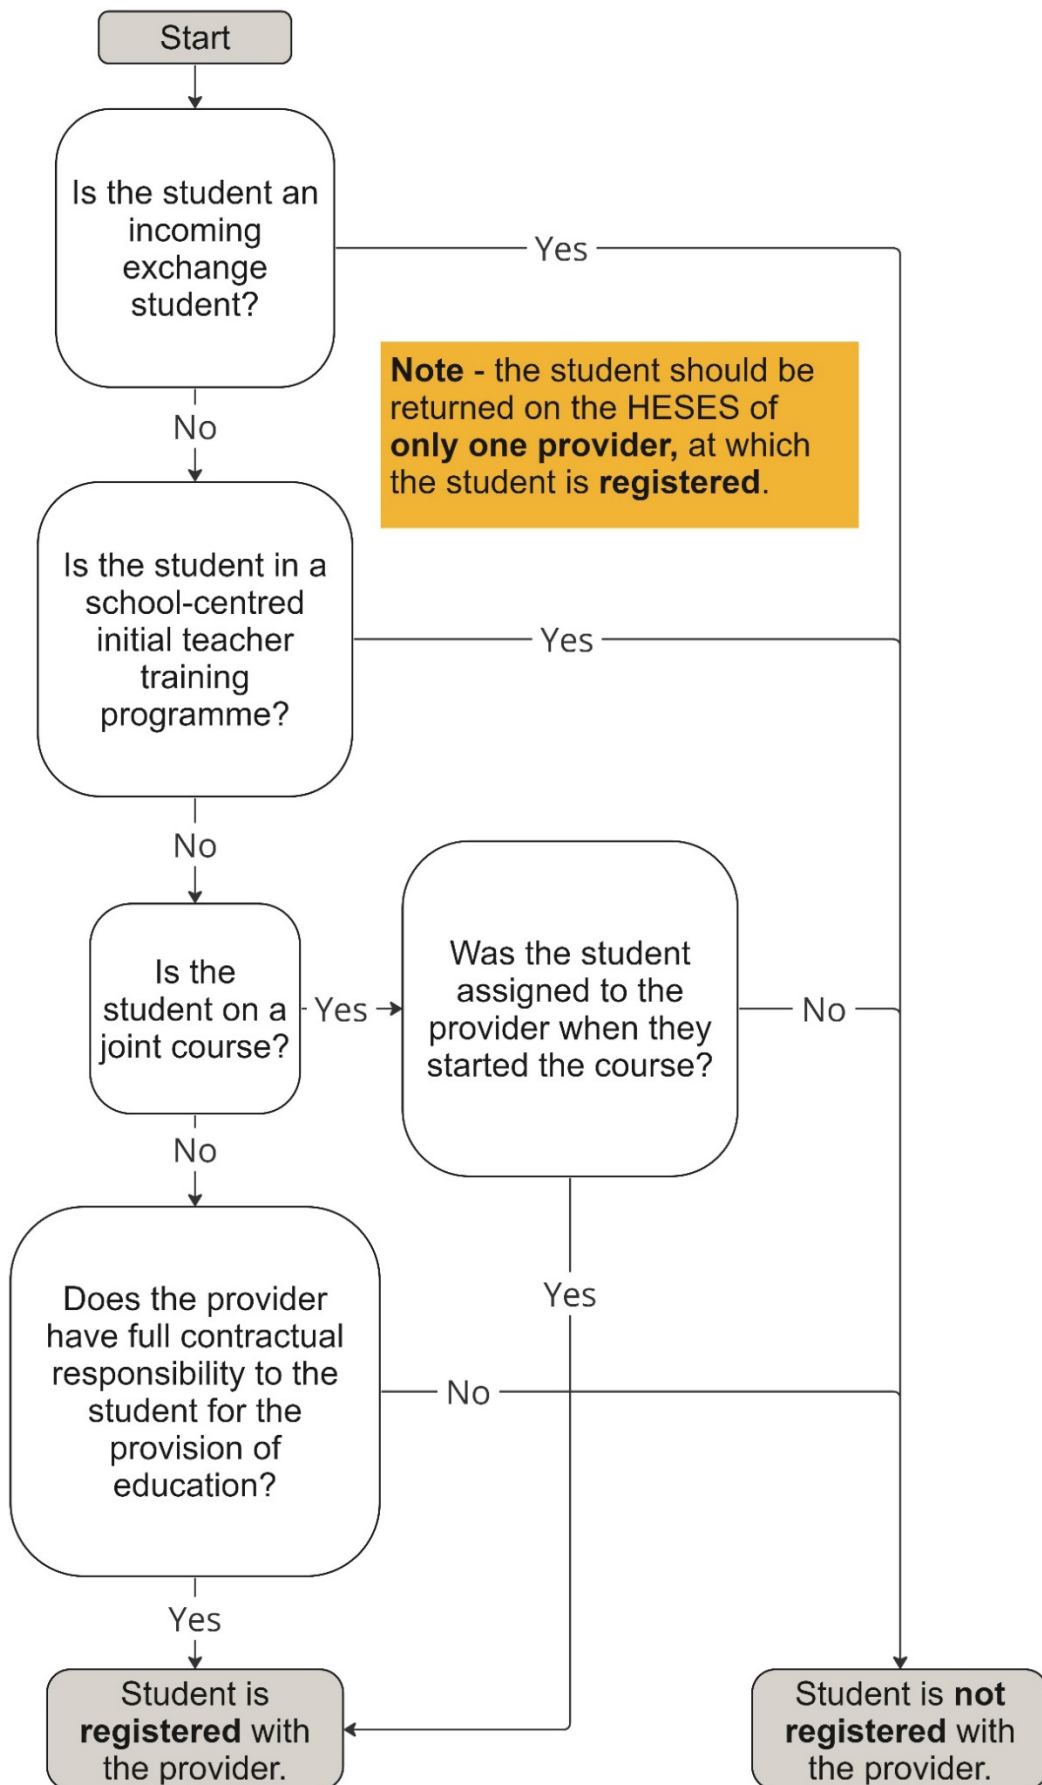 Start
Is the student an
incoming
exchange
student?
Yes
Note - the student should be
returned on the HESES of
only one provider, at which
the student is registered.
No
Is the student in a
school-centred
initial teacher
training
programme?
Yes
No
Is the
student on a
joint course?
Yes
Was the student
assigned to the
provider when they
started the course?
No
No
Does the provider
have full contractual
responsibility to the
student for the
provision of
education?
Yes
No
Yes
Student is
registered with
the provider.
Student is not
registered with
the provider.